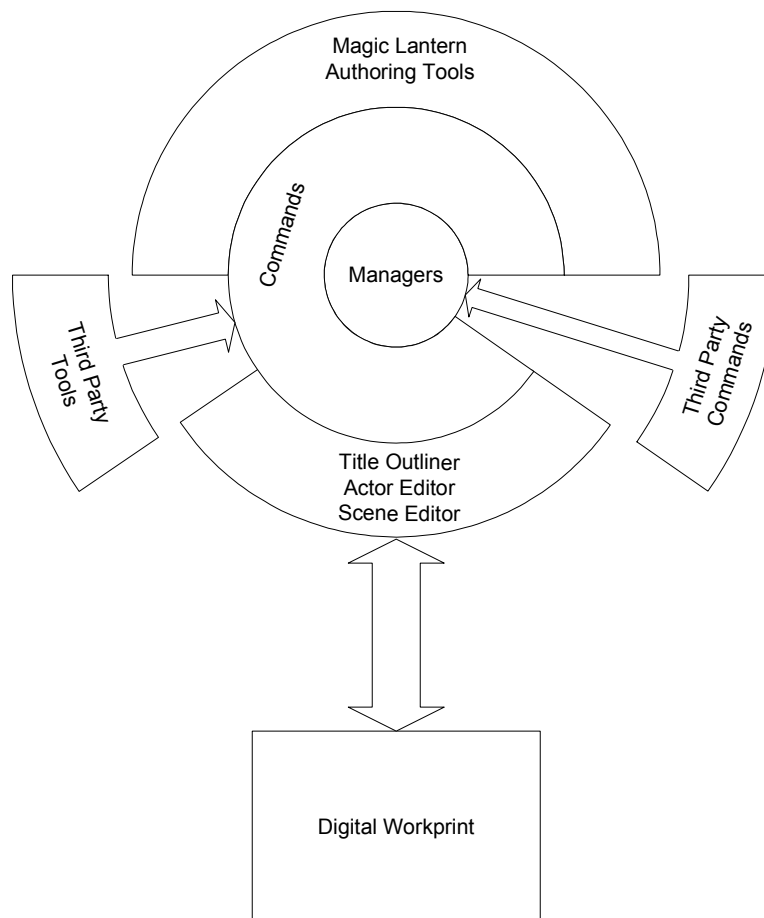 Magic Lantern
Authoring Tools
Commands
Managers
Third Party
Tools
Third Party
Commands
Title Outliner
Actor Editor
Scene Editor
Digital Workprint